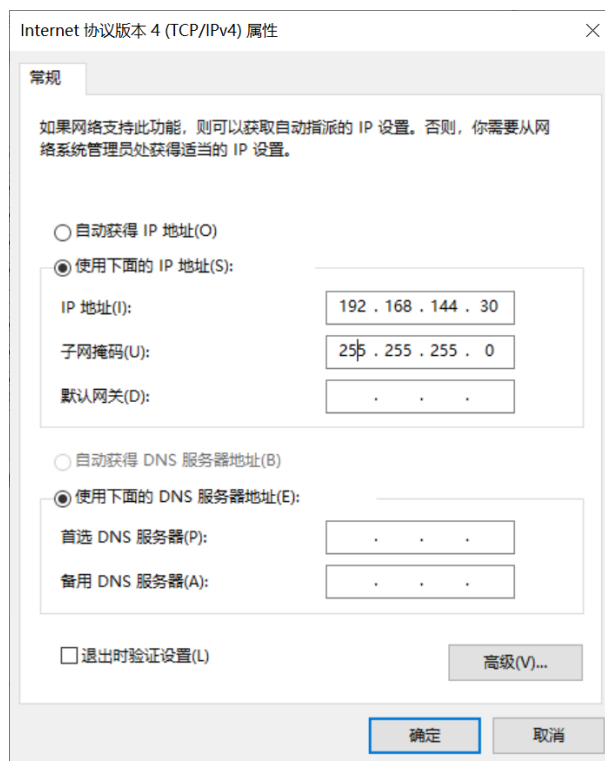 Internet 协议版本 4 (TCP/IPv4) 属性
常规
如果网络支持此功能，则可以获取自动指派的 IP 设置。否则，你需要从网
络系统管理员处获得适当的 IP 设置。
自动获得 IP 地址(O)
使用下面的 IP 地址(S):
IP 地址(I): 192 . 168 . 144 . 30
子网掩码(U): 255 . 255 . 255 . 0
默认网关(D): . . .
自动获得 DNS 服务器地址(B)
使用下面的 DNS 服务器地址(E):
首选 DNS 服务器(P): . . .
备用 DNS 服务器(A): . . .
退出时验证设置(L)
高级(V)...
确定 取消